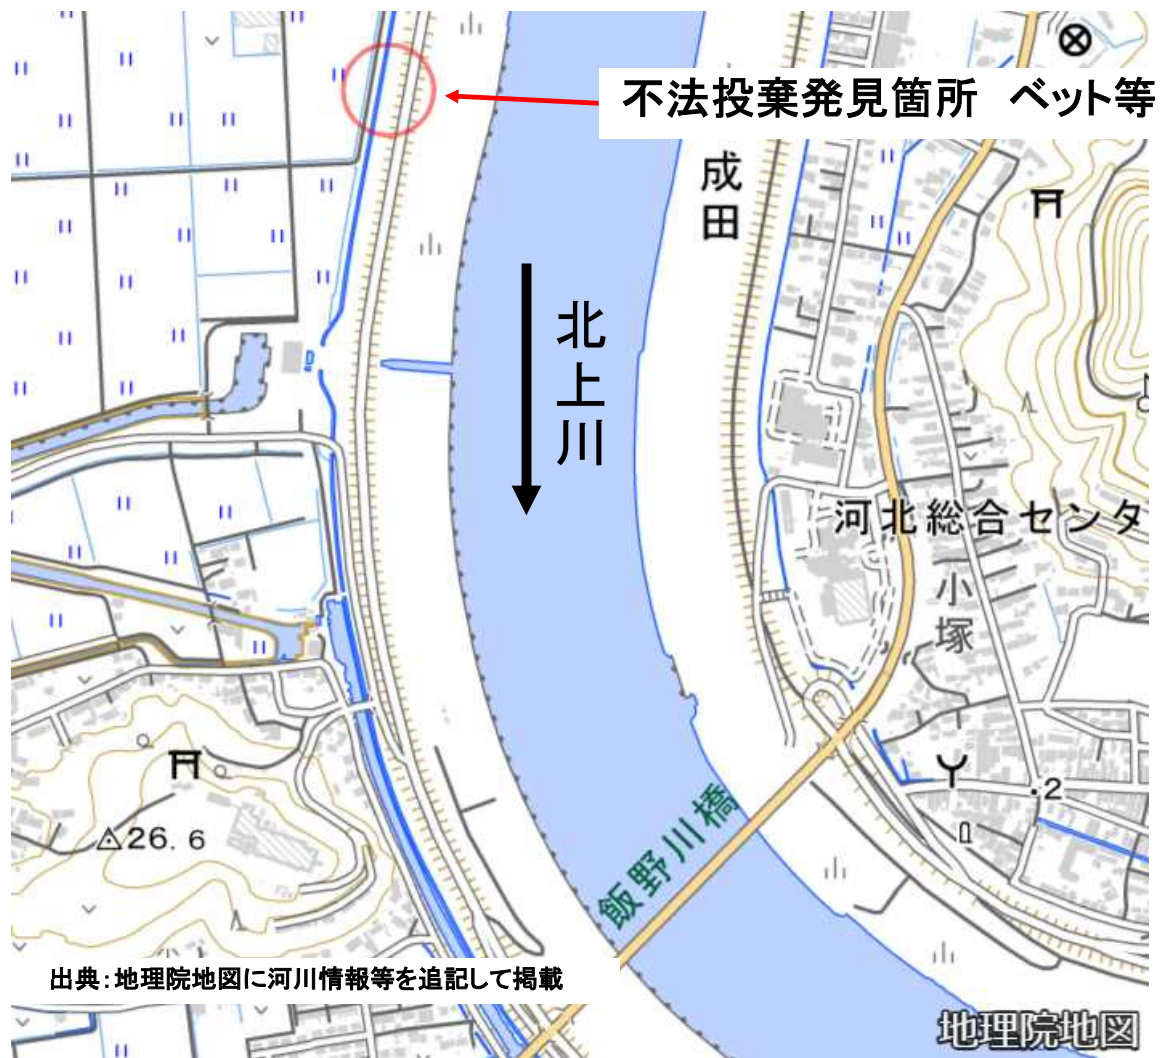 不法投棄発見箇所　ベット等
成田
北上川
河北総合センタ
小塚
飯野川橋
2
26.6
出典：地理院地図に河川情報等を追記して掲載
地理院地図